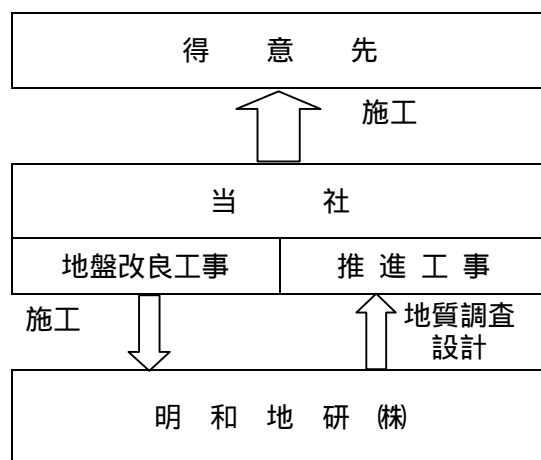 得意先
施工
当社
地盤改良工事 推進工事
施工 地質調査
設計
明和地研㈱